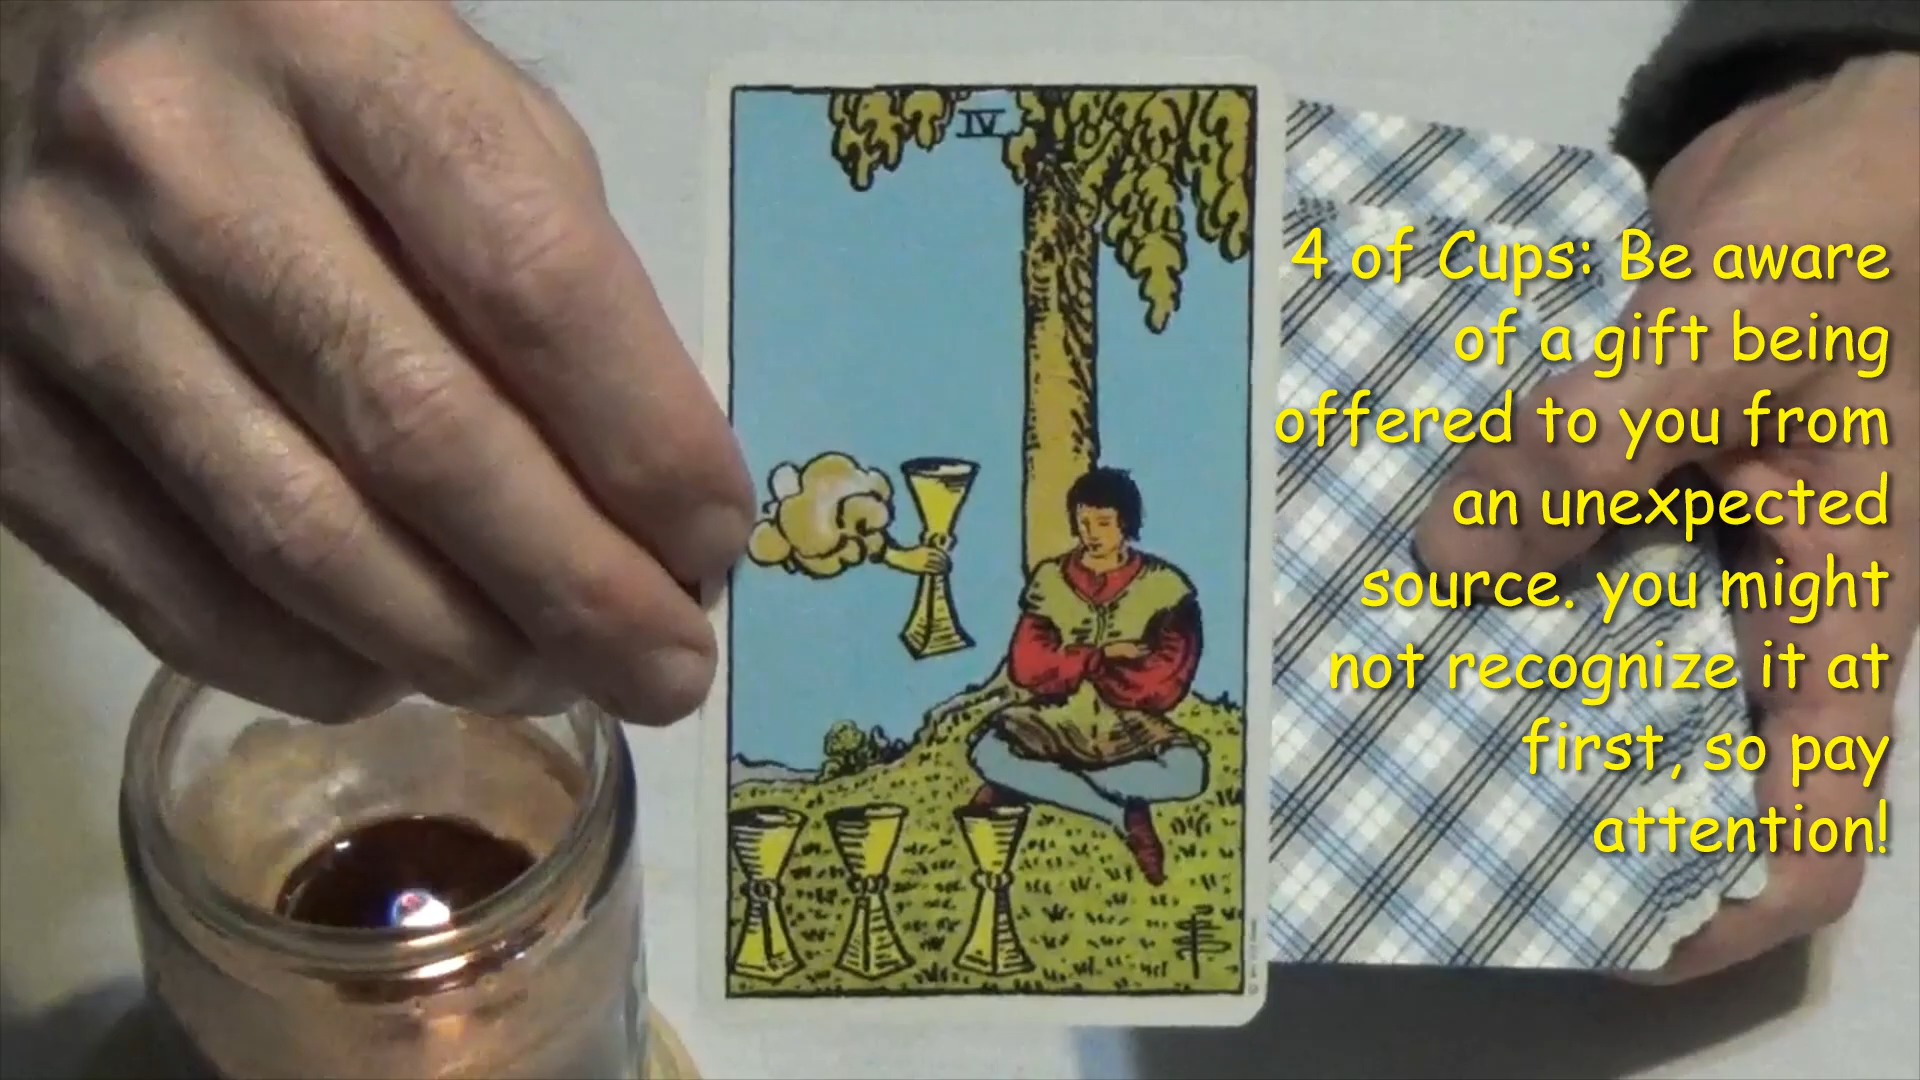 IV
4 of Cups: Be aware
of a gift being
offered to you from
an unexpected
source. you might
not recognize it at
first, so pay
attention!